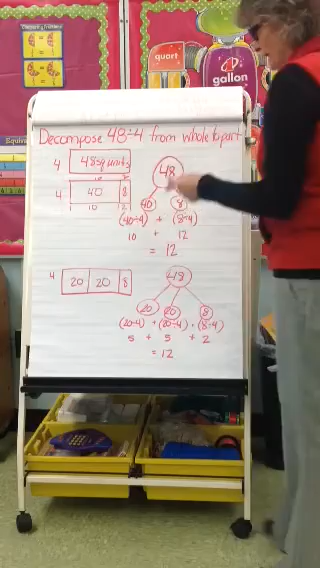 quart
gallon
Decompose 48÷4 from whole to part
4 48 sq units 48
4 40 8 40 8
10 2 (40÷4) + (8÷4)
10 + 12
= 12
4 20 20 8 48
20 20 8
(20÷4) + (20÷4) + (8÷4)
5 + 5 + 2
= 12